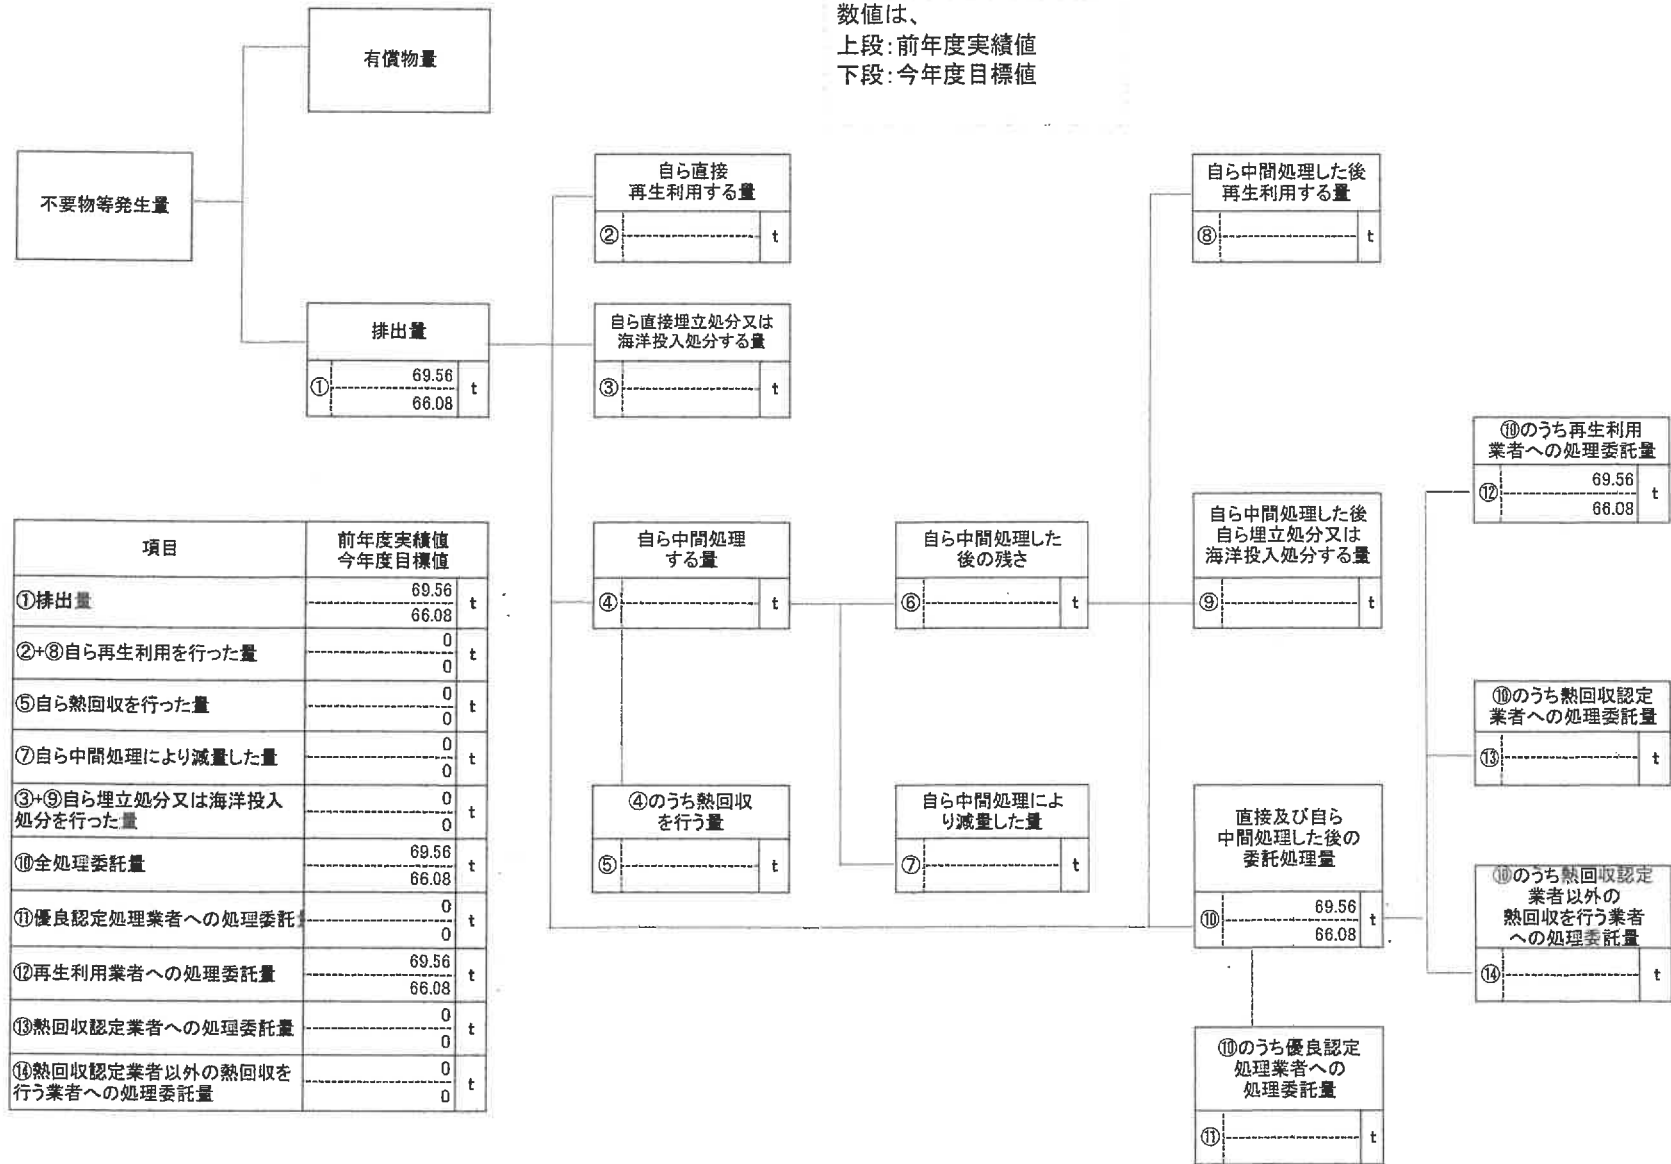 数値は、
上段:前年度実績値
下段:今年度目標値
有償物量
不要物等発生量
排出量
① 69.56 t
66.08
自ら直接
再生利用する量
② t
自ら直接埋立処分又は
海洋投入処分する量
③ t
自ら中間処理
する量
④ t
④のうち熱回収
を行う量
⑤ t
自ら中間処理した
後の残さ
⑥ t
自ら中間処理によ
り減量した量
⑦ t
自ら中間処理した後
再生利用する量
⑧ t
自ら中間処理した後
自ら埋立処分又は
海洋投入処分する量
⑨ t
直接及び自ら
中間処理した後の
委託処理量
⑩ 69.56 t
66.08
⑩のうち優良認定
処理業者への
処理委託量
⑪ t
⑩のうち再生利用
業者への処理委託量
⑫ 69.56 t
66.08
⑩のうち熱回収認定
業者への処理委託量
⑬ t
⑩のうち熱回収認定
業者以外の
熱回収を行う業者
への処理委託量
⑭ t
項目 前年度実績値
今年度目標値
①排出量 69.56 t
66.08
②+⑧自ら再生利用を行った量 0 t
0
⑤自ら熱回収を行った量 0 t
0
⑦自ら中間処理により減量した量 0 t
0
③+⑨自ら埋立処分又は海洋投入
処分を行った量 0 t
0
⑩全処理委託量 69.56 t
66.08
⑪優良認定処理業者への処理委託 0 t
0
⑫再生利用業者への処理委託量 69.56 t
66.08
⑬熱回収認定業者への処理委託量 0 t
0
⑭熱回収認定業者以外の熱回収を
行う業者への処理委託量 0 t
0